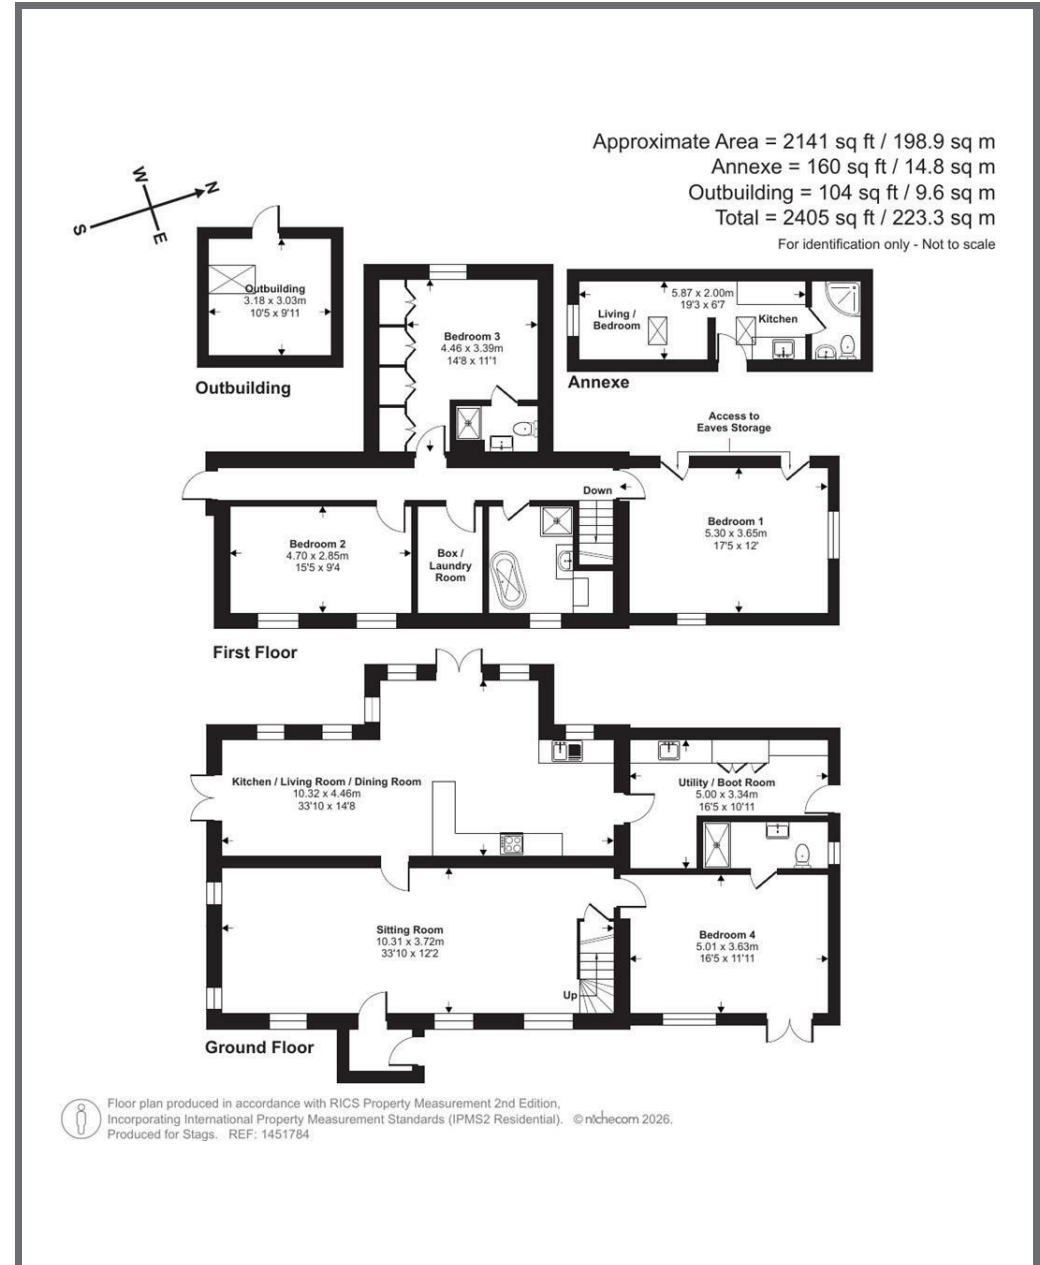 Approximate Area = 2141 sq ft / 198.9 sq m
Annexe = 160 sq ft / 14.8 sq m
Outbuilding = 104 sq ft / 9.6 sq m
Total = 2405 sq ft / 223.3 sq m
For identification only - Not to scale
W
N
S
E
Outbuilding
3.18 x 3.03m
10'5 x 9'11
Outbuilding
Bedroom 3
4.46 x 3.39m
14'8 x 11'1
5.87 x 2.00m
19'3 x 6'7
Living /
Bedroom
Kitchen
Annexe
Access to
Eaves Storage
Down
Bedroom 1
5.30 x 3.65m
17'5 x 12'
Bedroom 2
4.70 x 2.85m
15'5 x 9'4
Box /
Laundry
Room
First Floor
Kitchen / Living Room / Dining Room
10.32 x 4.46m
33'10 x 14'8
Utility / Boot Room
5.00 x 3.34m
16'5 x 10'11
Sitting Room
10.31 x 3.72m
33'10 x 12'2
Bedroom 4
5.01 x 3.63m
16'5 x 11'11
Up
Ground Floor
Floor plan produced in accordance with RICS Property Measurement 2nd Edition,
Incorporating International Property Measurement Standards (IPMS2 Residential). © nichecom 2026.
Produced for Stags. REF: 1451784